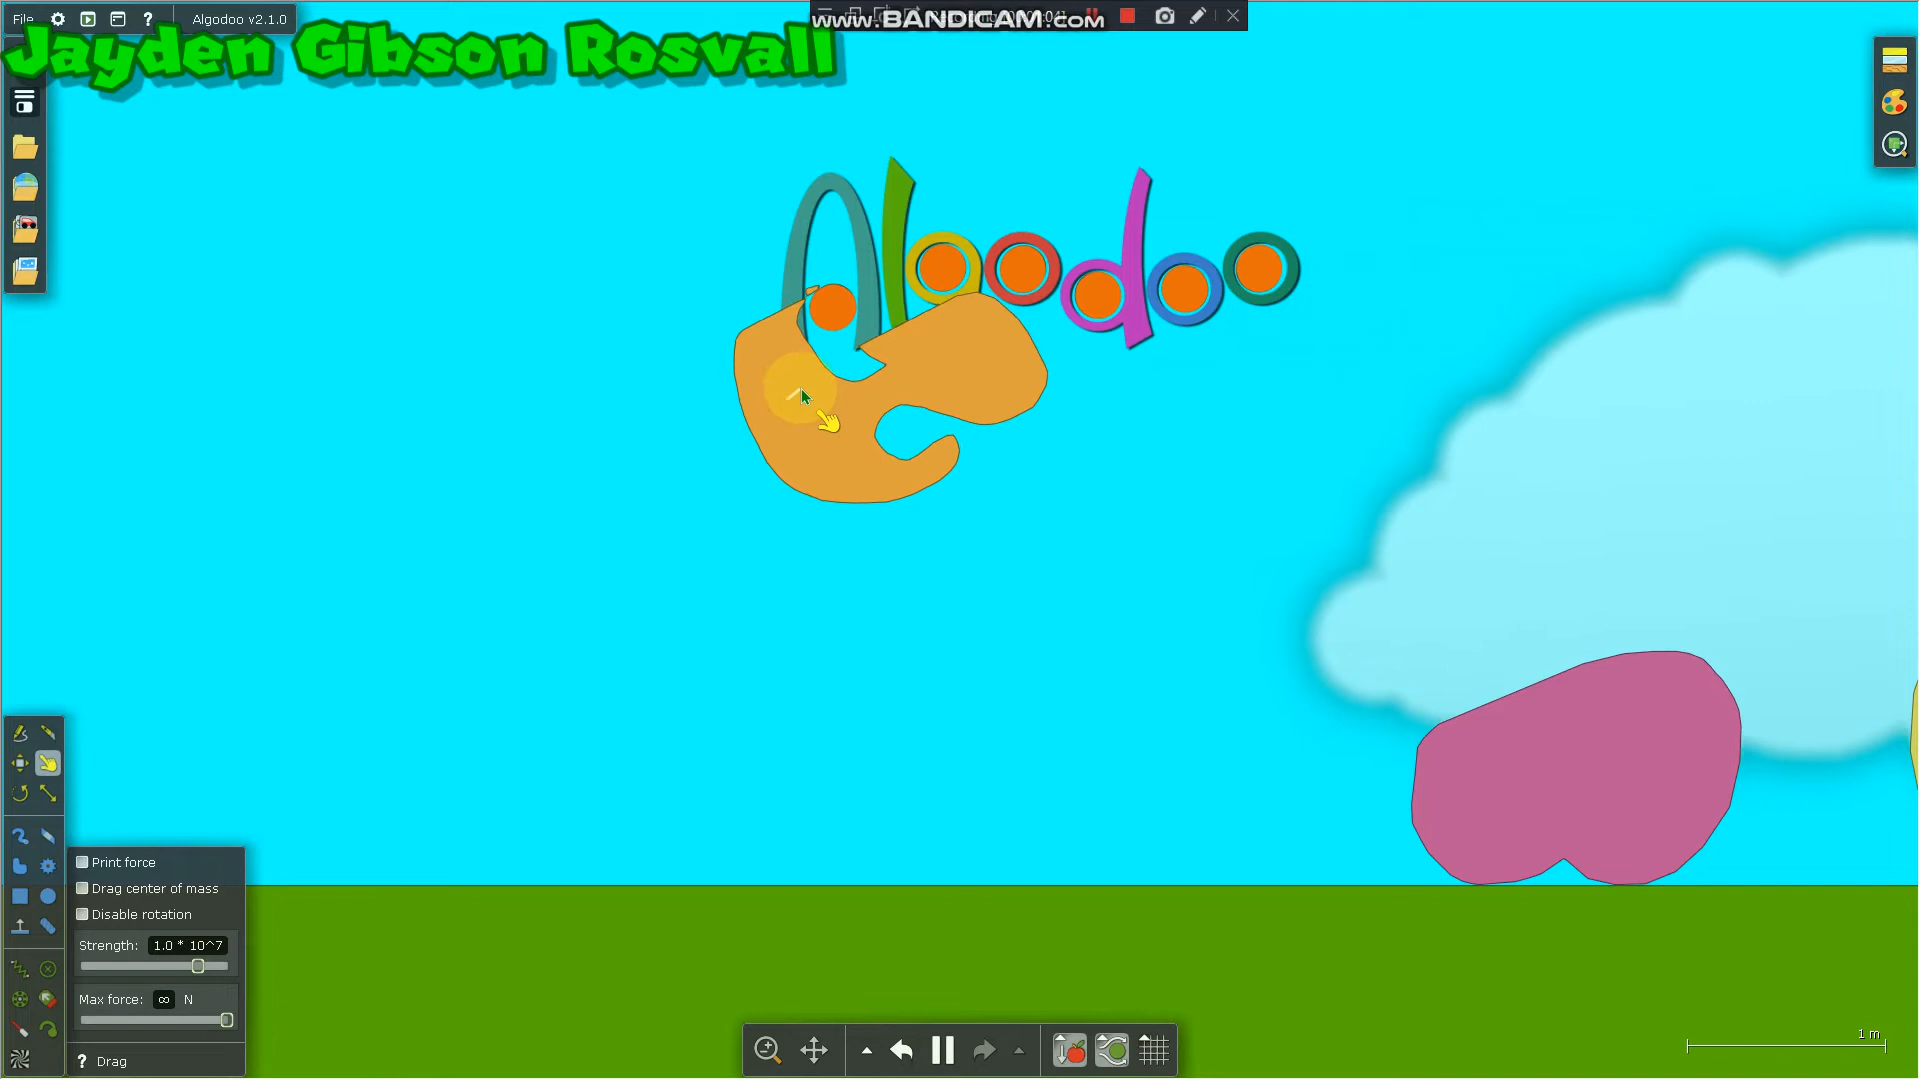 File ? Algodoo v2.1.0
www.BANDICAM.com
Jayden Gibson Rosvall
Algodoo
Print force
Drag center of mass
Disable rotation
Strength: 1.0 * 10^7
Max force: ∞ N
? Drag
1 m